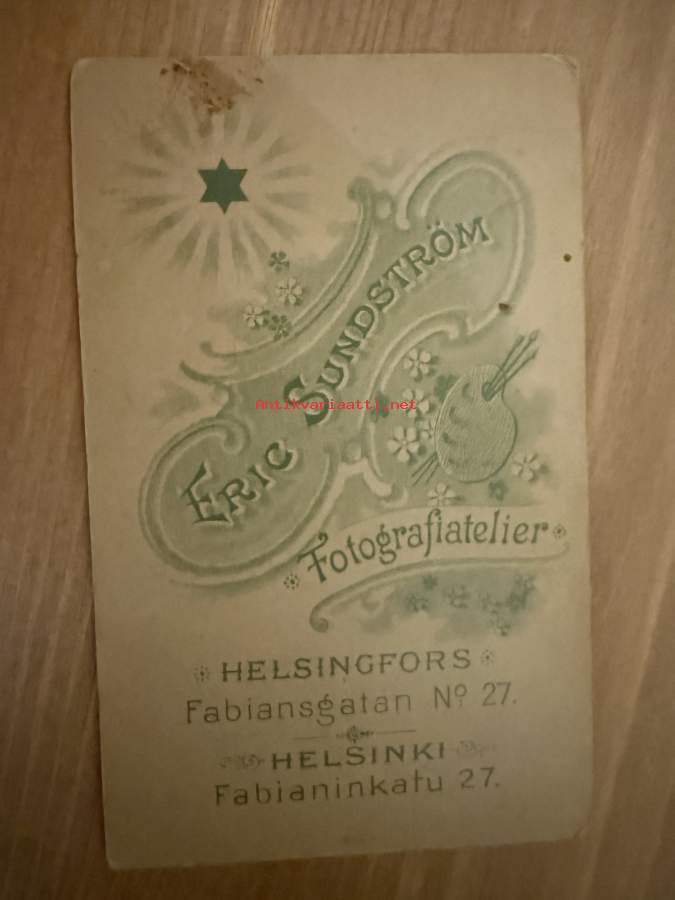 ERIC SUNDSTRÖM
Antikvariaatti.net
Fotografiatelier
HELSINGFORS
Fabiansgatan Nº 27.
HELSINKI
Fabianinkatu 27.